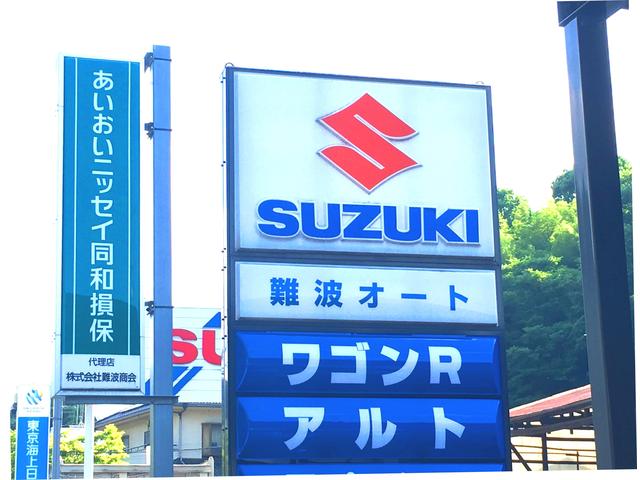 あいおいニッセイ同和損保
代理店
株式会社難波商会
東京海上日
SU
SUZUKI
難波オート
ワゴンR
アルト